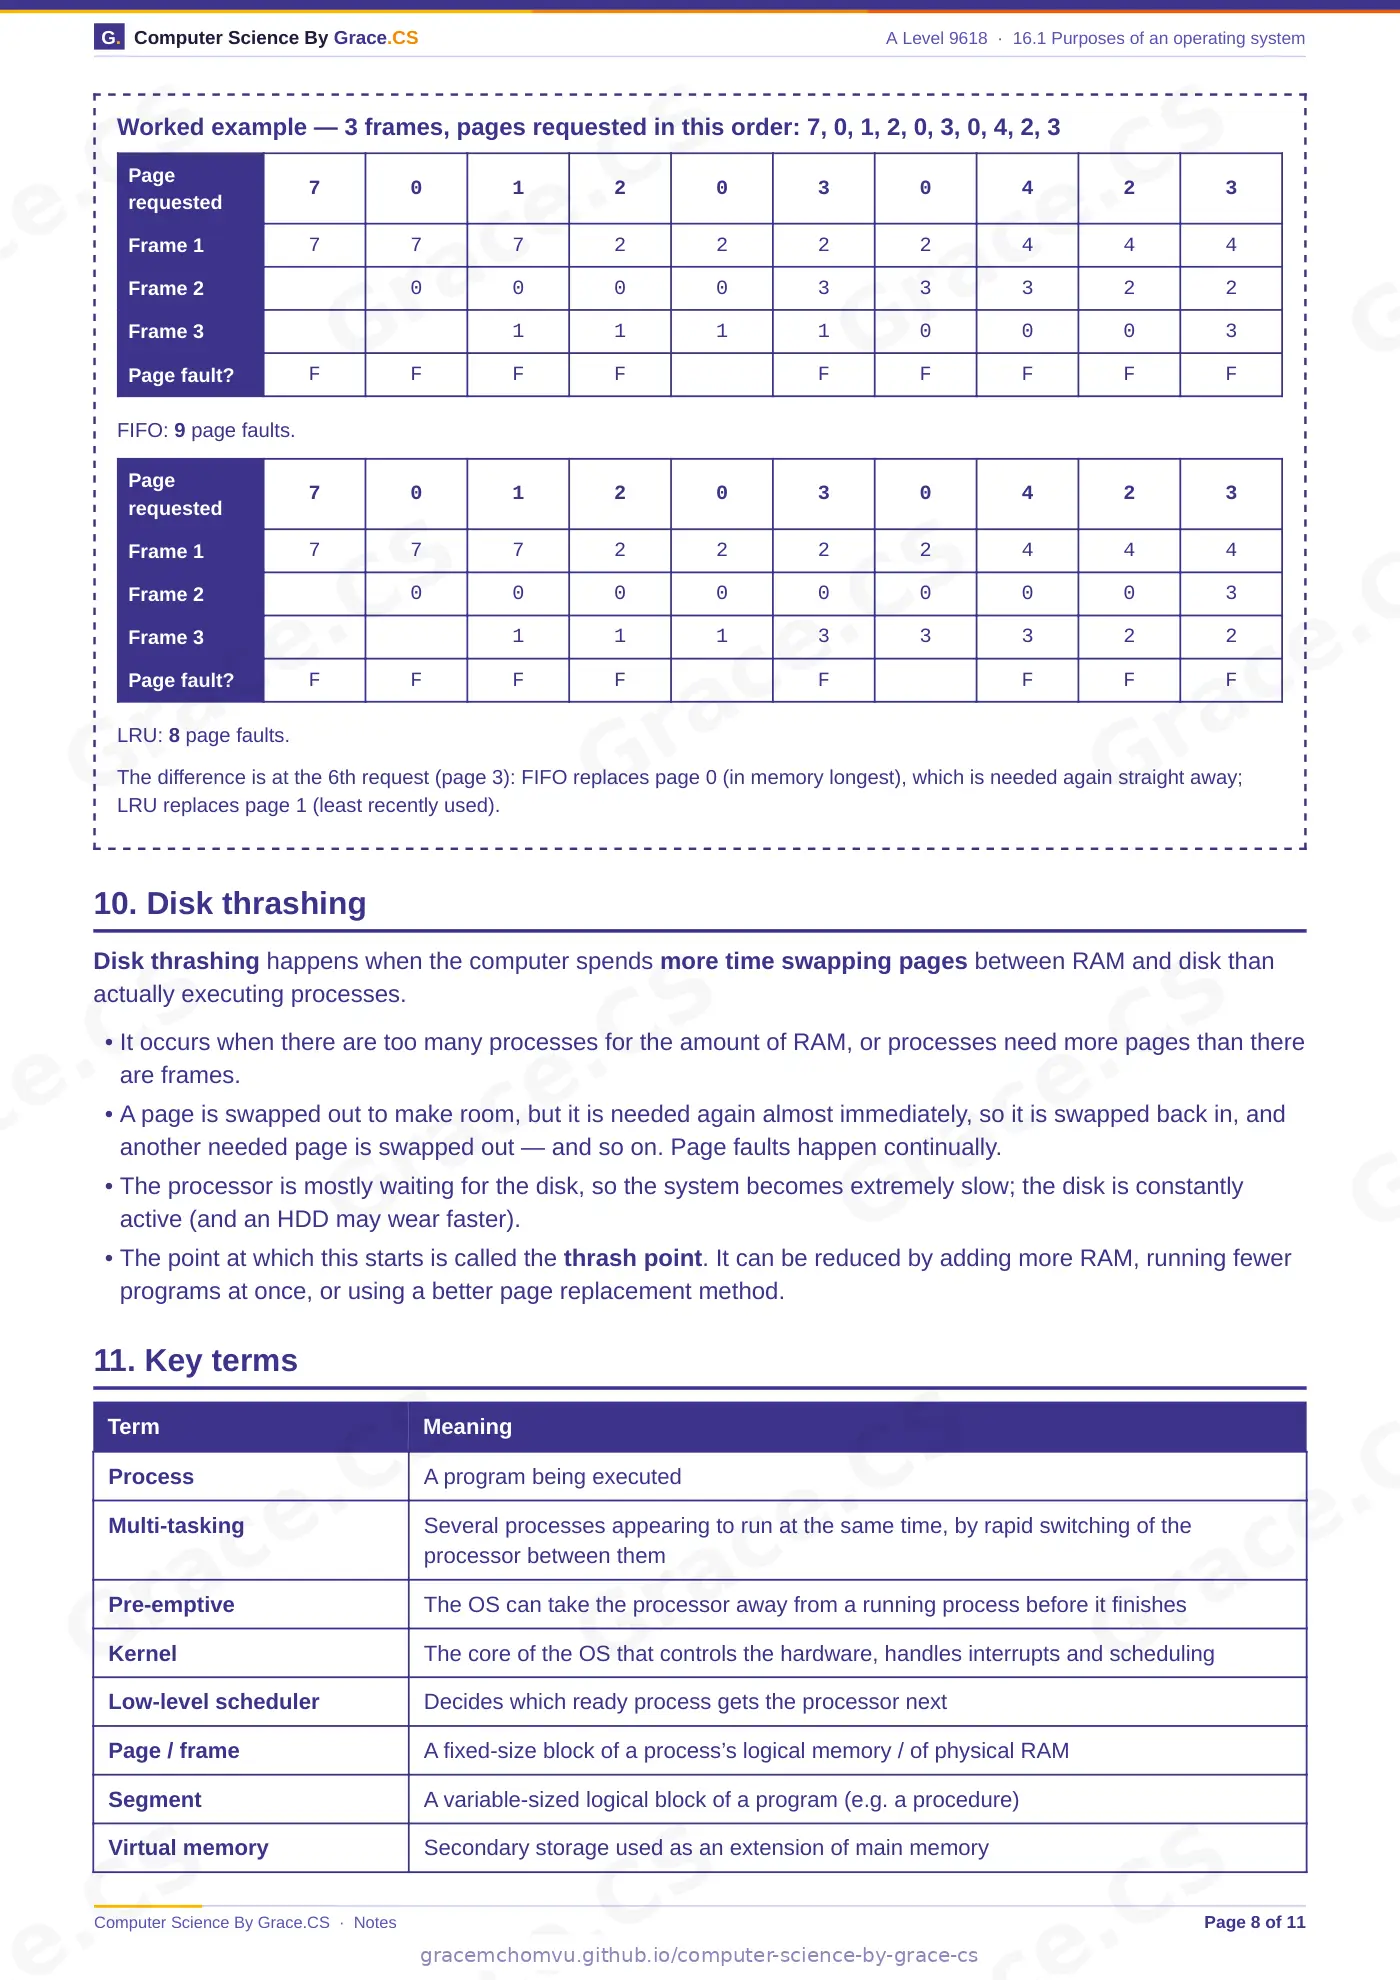 G. Computer Science By Grace.CS
A Level 9618 · 16.1 Purposes of an operating system
Worked example — 3 frames, pages requested in this order: 7, 0, 1, 2, 0, 3, 0, 4, 2, 3
Page requested 7 0 1 2 0 3 0 4 2 3
Frame 1 7 7 7 2 2 2 2 4 4 4
Frame 2 0 0 0 0 3 3 3 2 2
Frame 3 1 1 1 1 0 0 0 3
Page fault? F F F F F F F F F
FIFO: 9 page faults.
Page requested 7 0 1 2 0 3 0 4 2 3
Frame 1 7 7 7 2 2 2 2 4 4 4
Frame 2 0 0 0 0 0 0 0 0 3
Frame 3 1 1 1 3 3 3 2 2
Page fault? F F F F F F F F
LRU: 8 page faults.
The difference is at the 6th request (page 3): FIFO replaces page 0 (in memory longest), which is needed again straight away;
LRU replaces page 1 (least recently used).
10. Disk thrashing
Disk thrashing happens when the computer spends more time swapping pages between RAM and disk than
actually executing processes.
• It occurs when there are too many processes for the amount of RAM, or processes need more pages than there
are frames.
• A page is swapped out to make room, but it is needed again almost immediately, so it is swapped back in, and
another needed page is swapped out — and so on. Page faults happen continually.
• The processor is mostly waiting for the disk, so the system becomes extremely slow; the disk is constantly
active (and an HDD may wear faster).
• The point at which this starts is called the thrash point. It can be reduced by adding more RAM, running fewer
programs at once, or using a better page replacement method.
11. Key terms
Term Meaning
Process A program being executed
Multi-tasking Several processes appearing to run at the same time, by rapid switching of the
processor between them
Pre-emptive The OS can take the processor away from a running process before it finishes
Kernel The core of the OS that controls the hardware, handles interrupts and scheduling
Low-level scheduler Decides which ready process gets the processor next
Page / frame A fixed-size block of a process’s logical memory / of physical RAM
Segment A variable-sized logical block of a program (e.g. a procedure)
Virtual memory Secondary storage used as an extension of main memory
Computer Science By Grace.CS · Notes
Page 8 of 11
gracemchomvu.github.io/computer-science-by-grace-cs